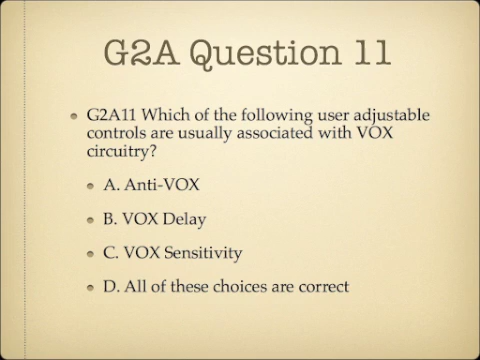 G2A Question 11
G2A11 Which of the following user adjustable
controls are usually associated with VOX
circuitry?
A. Anti-VOX
B. VOX Delay
C. VOX Sensitivity
D. All of these choices are correct